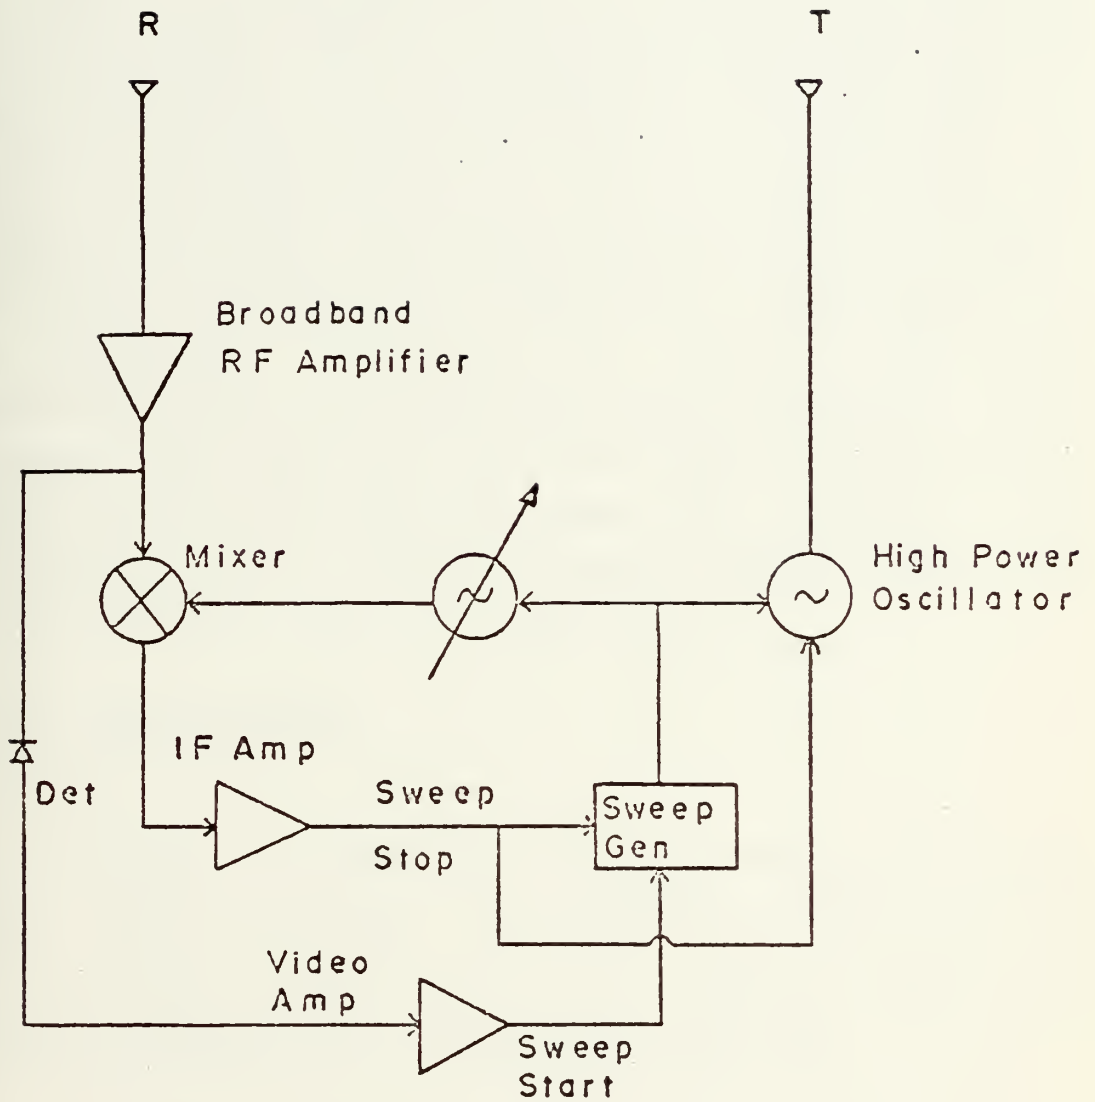 R
T
Broadband
RF Amplifier
Mixer
High Power
Oscillator
IF Amp
Det
Sweep
Stop
Sweep
Gen
Video
Amp
Sweep
Start